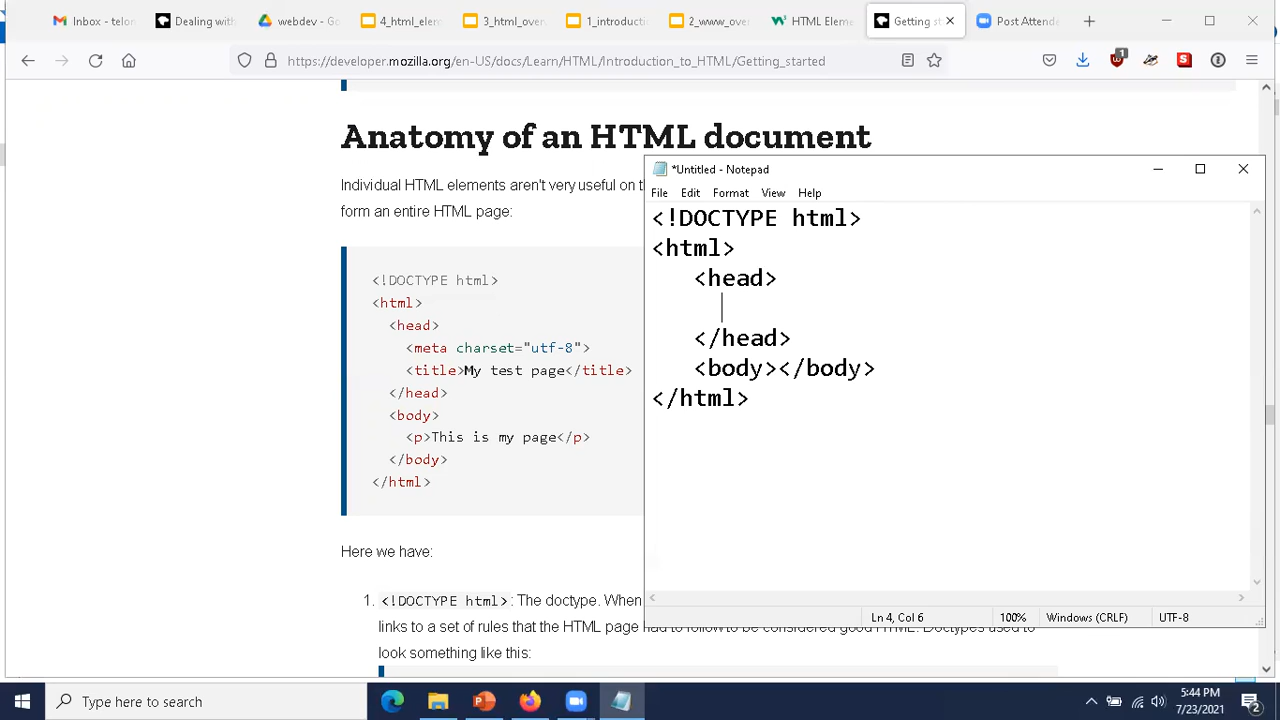 Inbox - telon
Dealing with
webdev - Go
4_html_elem
3_html_over
1_introducti
2_www_over
HTML Eleme
Getting st
Post Attende
https://developer.mozilla.org/en-US/docs/Learn/HTML/Introduction_to_HTML/Getting_started
1
Anatomy of an HTML document
Individual HTML elements aren't very useful on t
form an entire HTML page:
<!DOCTYPE html>
<html>
<head>
<meta charset="utf-8">
<title>My test page</title>
</head>
<body>
<p>This is my page</p>
</body>
</html>
Here we have:
1. <!DOCTYPE html>: The doctype. When
links to a set of rules that the HTML page had to follow to be considered good HTML. Doctypes used to
look something like this:
*Untitled - Notepad
File Edit Format View Help
<!DOCTYPE html>
<html>
<head>
</head>
<body></body>
</html>
Ln 4, Col 6 100% Windows (CRLF) UTF-8
Type here to search
5:44 PM
7/23/2021
2